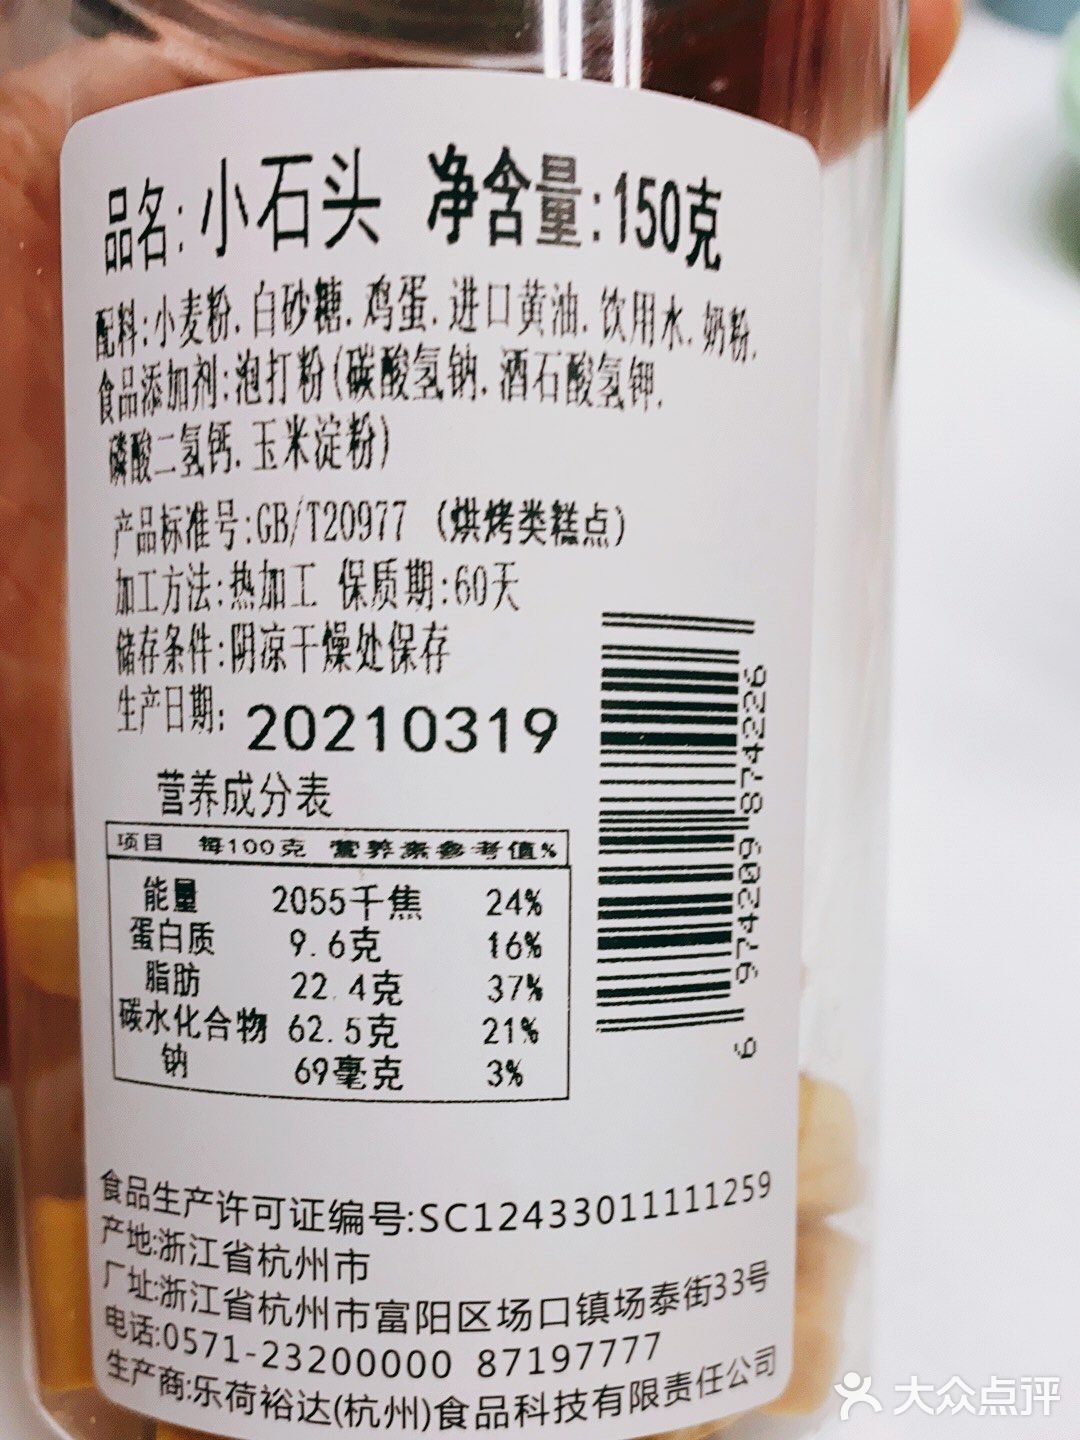 品名:小石头 净含量:150克
配料:小麦粉.白砂糖.鸡蛋.进口黄油.饮用水.奶粉.
食品添加剂:泡打粉(碳酸氢钠.酒石酸氢钾.
磷酸二氢钙.玉米淀粉)
产品标准号:GB/T20977 (烘烤类糕点)
加工方法:热加工 保质期:60天
储存条件:阴凉干燥处保存
生产日期:20210319
营养成分表
项目 每100克 营养素参考值%
能量 2055千焦 24%
蛋白质 9.6克 16%
脂肪 22.4克 37%
碳水化合物 62.5克 21%
钠 69毫克 3%
6 974209 874226
食品生产许可证编号:SC12433011111259
产地:浙江省杭州市
厂址:浙江省杭州市富阳区场口镇场泰街33号
电话:0571-23200000 87197777
生产商:乐荷裕达(杭州)食品科技有限责任公司
大众点评